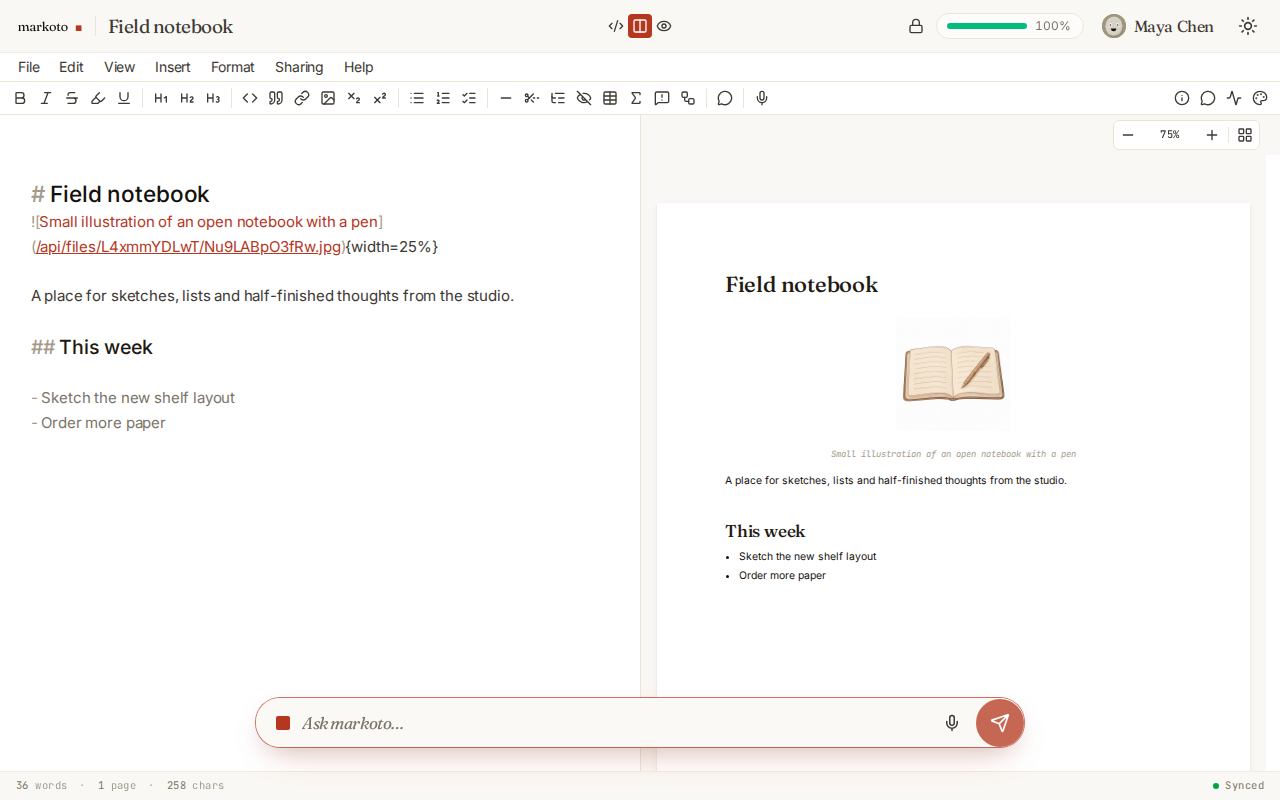 markoto
Field notebook
100%
Maya Chen
File Edit View Insert Format Sharing Help
H1 H2 H3
75%
# Field notebook
![Small illustration of an open notebook with a pen]
(/api/files/L4xmmYDLwT/Nu9LABpO3fRw.jpg){width=25%}
A place for sketches, lists and half-finished thoughts from the studio.
## This week
- Sketch the new shelf layout
- Order more paper
Field notebook
Small illustration of an open notebook with a pen
A place for sketches, lists and half-finished thoughts from the studio.
This week
• Sketch the new shelf layout
• Order more paper
Ask markoto...
36 words · 1 page · 258 chars
Synced